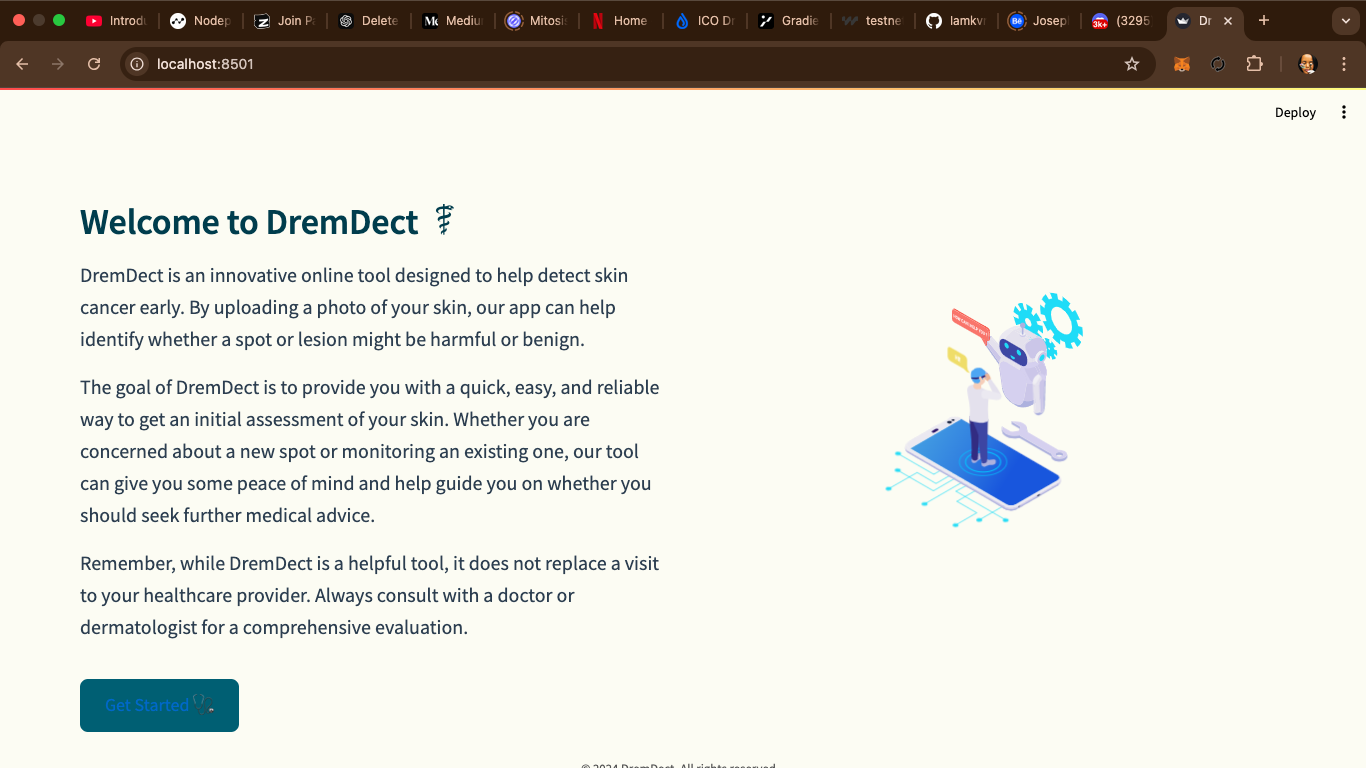 Introdu
Nodep
Join Po
Delete
Mediu
Mitosi
Home
ICO Dr
Gradie
testnet
Iamkvn
Joseph
(3295
Dr
localhost:8501
Deploy
Welcome to DremDect
DremDect is an innovative online tool designed to help detect skin
cancer early. By uploading a photo of your skin, our app can help
identify whether a spot or lesion might be harmful or benign.
The goal of DremDect is to provide you with a quick, easy, and reliable
way to get an initial assessment of your skin. Whether you are
concerned about a new spot or monitoring an existing one, our tool
can give you some peace of mind and help guide you on whether you
should seek further medical advice.
Remember, while DremDect is a helpful tool, it does not replace a visit
to your healthcare provider. Always consult with a doctor or
dermatologist for a comprehensive evaluation.
Get Started
© 2024 DremDect. All rights reserved